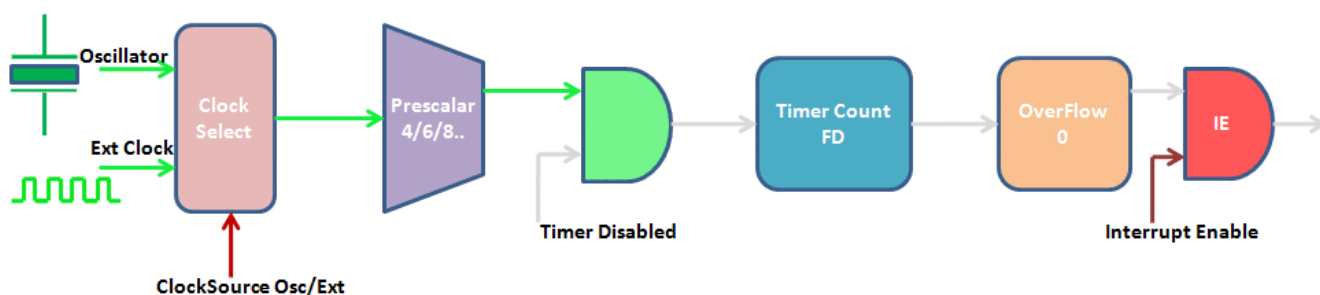 Oscillator
Ext Clock
Clock
Select
ClockSource Osc/Ext
Prescalar
4/6/8..
Timer Disabled
Timer Count
FD
OverFlow
0
IE
Interrupt Enable